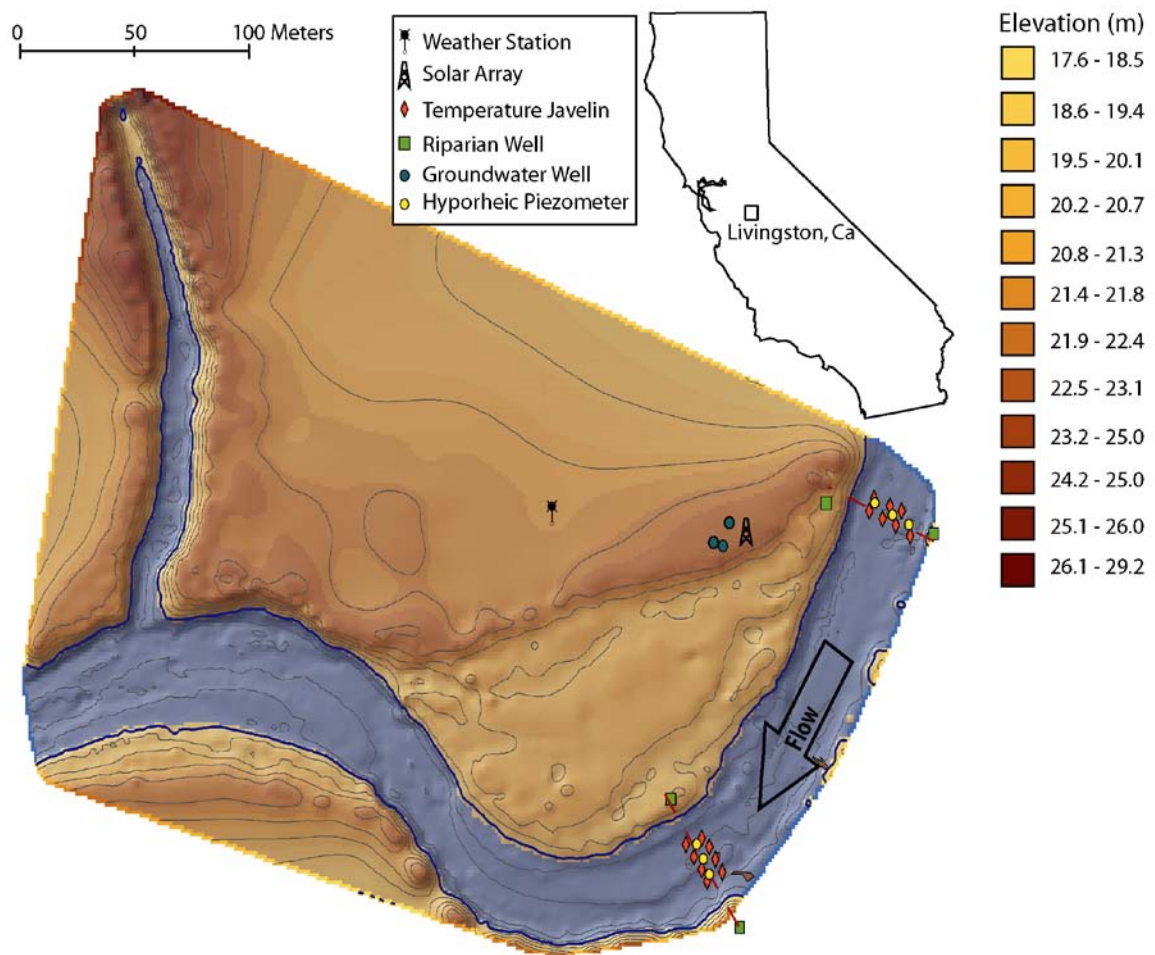 0 50 100 Meters
Weather Station
Solar Array
Temperature Javelin
Riparian Well
Groundwater Well
Hyporheic Piezometer
Livingston, Ca
Elevation (m)
17.6 - 18.5
18.6 - 19.4
19.5 - 20.1
20.2 - 20.7
20.8 - 21.3
21.4 - 21.8
21.9 - 22.4
22.5 - 23.1
23.2 - 25.0
24.2 - 25.0
25.1 - 26.0
26.1 - 29.2
Flow